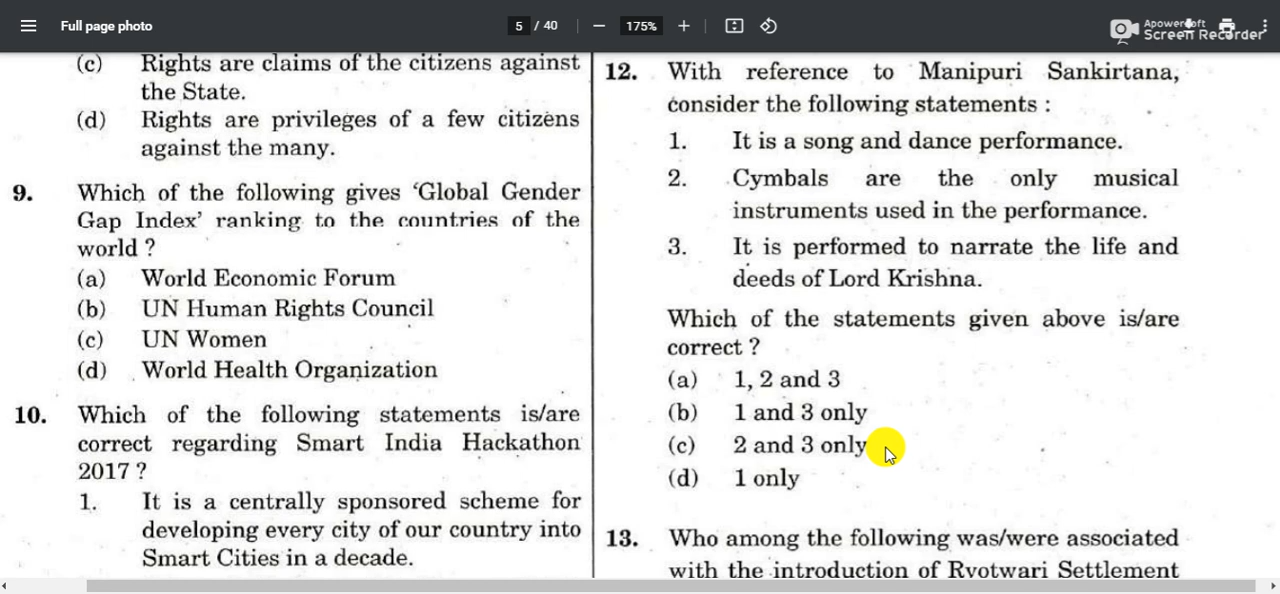 Full page photo
5 / 40
175%
Apowersoft
Screen Recorder
(c) Rights are claims of the citizens against
the State.
(d) Rights are privileges of a few citizens
against the many.
9. Which of the following gives ‘Global Gender
Gap Index’ ranking to the countries of the
world ?
(a) World Economic Forum
(b) UN Human Rights Council
(c) UN Women
(d) World Health Organization
10. Which of the following statements is/are
correct regarding Smart India Hackathon
2017 ?
1. It is a centrally sponsored scheme for
developing every city of our country into
Smart Cities in a decade.
12. With reference to Manipuri Sankirtana,
consider the following statements :
1. It is a song and dance performance.
2. Cymbals are the only musical
instruments used in the performance.
3. It is performed to narrate the life and
deeds of Lord Krishna.
Which of the statements given above is/are
correct ?
(a) 1, 2 and 3
(b) 1 and 3 only
(c) 2 and 3 only
(d) 1 only
13. Who among the following was/were associated
with the introduction of Ryotwari Settlement